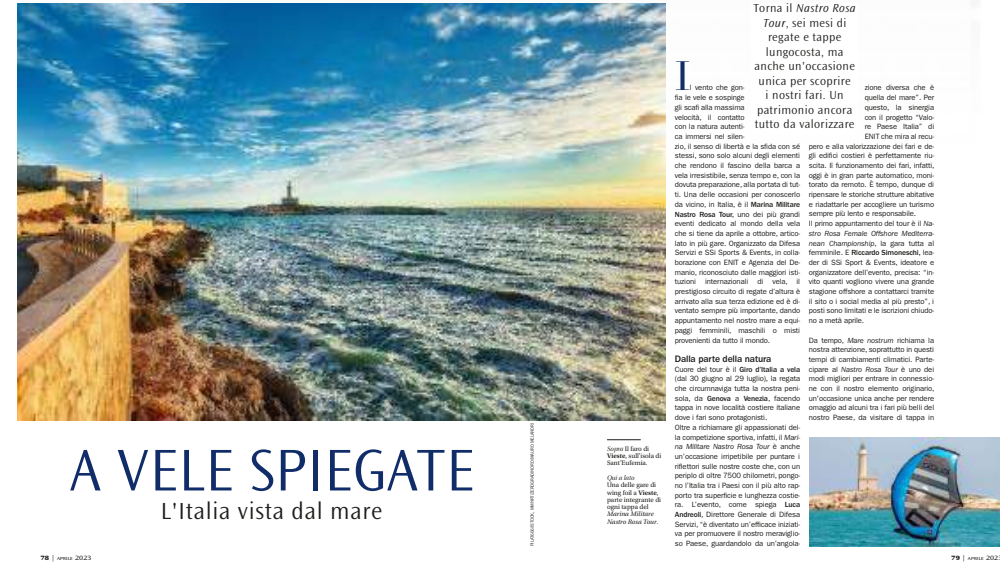 A VELE SPIEGATE
L'Italia vista dal mare
Sopra Il faro di
Vieste, sull'isola di
Sant'Eufemia.
Qui a lato
Una delle gare di
wing foil a Vieste,
parte integrante di
ogni tappa del
Marina Militare
Nastro Rosa Tour.
78 | APRILE 2023
Torna il Nastro Rosa
Tour, sei mesi di
regate e tappe
lungocosta, ma
anche un'occasione
unica per scoprire
i nostri fari. Un
patrimonio ancora
tutto da valorizzare
Il vento che gon-
fia le vele e sospinge
gli scafi alla massima
velocità, il contatto
con la natura autenti-
ca immersi nel silen-
zio, il senso di libertà e la sfida con sé
stessi, sono solo alcuni degli elementi
che rendono il fascino della barca a
vela irresistibile, senza tempo e, con la
dovuta preparazione, alla portata di tut-
ti. Una delle occasioni per conoscerlo
da vicino, in Italia, è il Marina Militare
Nastro Rosa Tour, uno dei più grandi
eventi dedicato al mondo della vela
che si tiene da aprile a ottobre, artico-
lato in più gare. Organizzato da Difesa
Servizi e SSI Sports & Events, in colla-
borazione con ENIT e Agenzia del De-
manio, riconosciuto dalle maggiori isti-
tuzioni internazionali di vela, il
prestigioso circuito di regate d'altura è
arrivato alla sua terza edizione ed è di-
ventato sempre più importante, dando
appuntamento nel nostro mare a equi-
paggi femminili, maschili o misti
provenienti da tutto il mondo.
Dalla parte della natura
Cuore del tour è il Giro d'Italia a vela
(dal 30 giugno al 29 luglio), la regata
che circumnaviga tutta la nostra peni-
sola, da Genova a Venezia, facendo
tappa in nove località costiere italiane
dove i fari sono protagonisti.
Oltre a richiamare gli appassionati del-
la competizione sportiva, infatti, il Mari-
na Militare Nastro Rosa Tour è anche
un'occasione irripetibile per puntare i
riflettori sulle nostre coste che, con un
periplo di oltre 7500 chilometri, pongo-
no l'Italia tra i Paesi con il più alto rap-
porto tra superficie e lunghezza costie-
ra. L'evento, come spiega Luca
Andreoli, Direttore Generale di Difesa
Servizi, "è diventato un'efficace iniziati-
va per promuovere il nostro meraviglio-
so Paese, guardandolo da un'angola-
zione diversa che è
quella del mare". Per
questo, la sinergia
con il progetto "Valo-
re Paese Italia" di
ENIT che mira al recu-
pero e alla valorizzazione dei fari e de-
gli edifici costieri è perfettamente riu-
scita. Il funzionamento dei fari, infatti,
oggi è in gran parte automatico, moni-
torato da remoto. È tempo, dunque di
ripensare le storiche strutture abitative
e riadattarle per accogliere un turismo
sempre più lento e responsabile.
Il primo appuntamento del tour è il Na-
stro Rosa Female Offshore Mediterra-
nean Championship, la gara tutta al
femminile. E Riccardo Simoneschi, lea-
der di SSI Sport & Events, ideatore e
organizzatore dell'evento, precisa: "in-
vito quanti vogliono vivere una grande
stagione offshore a contattarci tramite
il sito o i social media al più presto", i
posti sono limitati e le iscrizioni chiudo-
no a metà aprile.
Da tempo, Mare nostrum richiama la
nostra attenzione, soprattutto in questi
tempi di cambiamenti climatici. Parte-
cipare al Nastro Rosa Tour è uno dei
modi migliori per entrare in connessio-
ne con il nostro elemento originario,
un'occasione unica anche per rendere
omaggio ad alcuni tra i fari più belli del
nostro Paese, da visitare di tappa in
79 | APRILE 2023